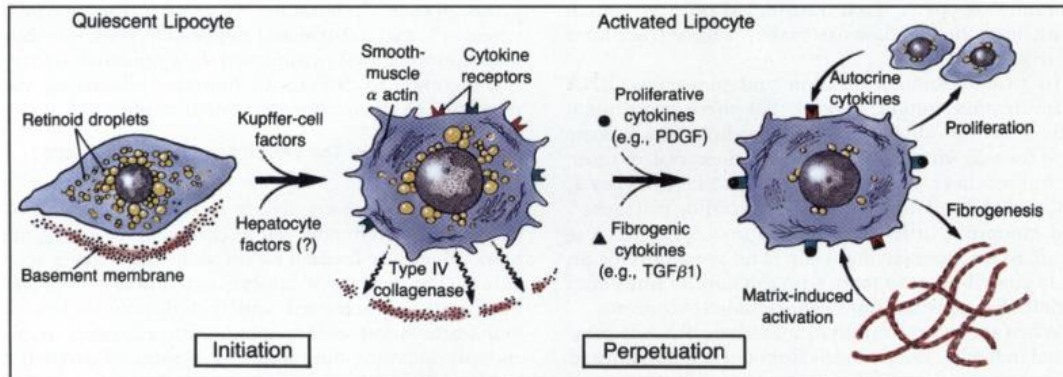 Quiescent Lipocyte
Activated Lipocyte
Smooth-
muscle
α actin
Cytokine
receptors
Retinoid droplets
Kupffer-cell
factors
Proliferative
cytokines
(e.g., PDGF)
Autocrine
cytokines
Proliferation
Hepatocyte
factors (?)
Fibrogenic
cytokines
(e.g., TGFβ1)
Fibrogenesis
Basement membrane
Type IV
collagenase
Matrix-induced
activation
Initiation
Perpetuation